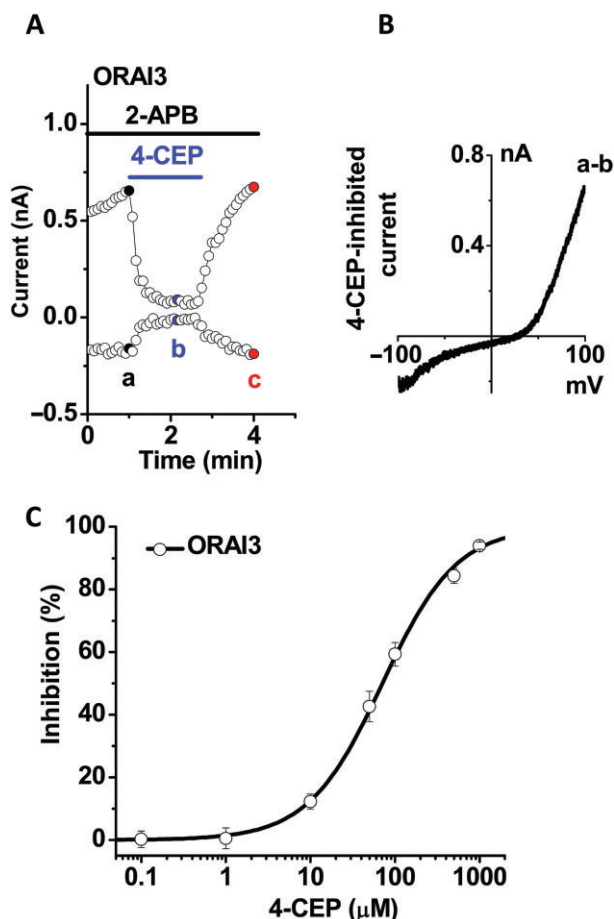 A
ORAI3
2-APB
4-CEP
1.0
0.5
0.0
−0.5
Current (nA)
a
b
c
0
2
4
Time (min)
B
0.8
nA
a-b
0.4
4-CEP-inhibited
current
−100
100
mV
C
100
80
60
40
20
0
Inhibition (%)
ORAI3
0.1
1
10
100
1000
4-CEP (μM)